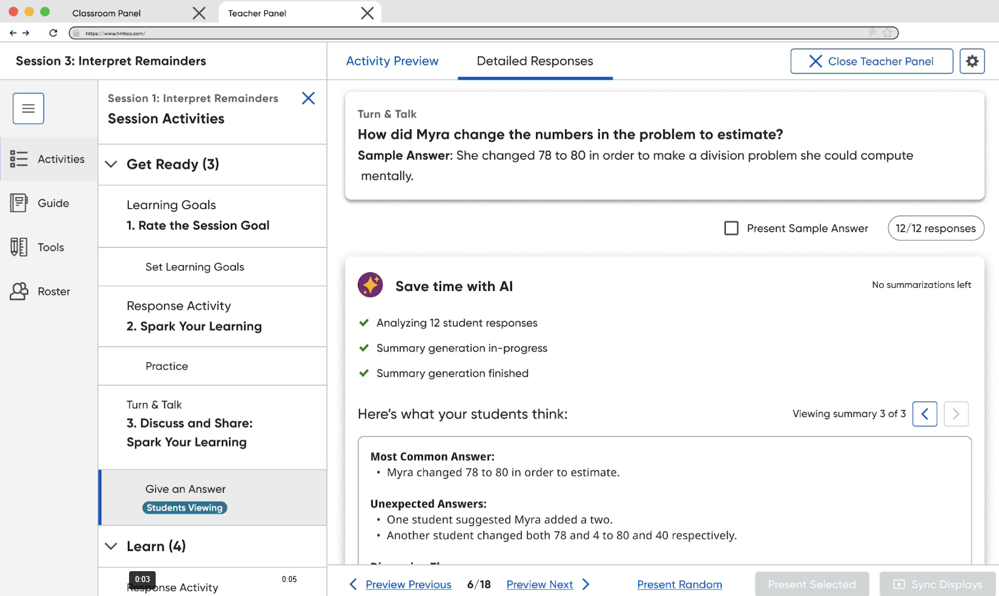 Classroom Panel
Teacher Panel
https://www.hmhco.com/
Session 3: Interpret Remainders
Activity Preview
Detailed Responses
Close Teacher Panel
Activities
Guide
Tools
Roster
Session 1: Interpret Remainders
Session Activities
Get Ready (3)
Learning Goals
1. Rate the Session Goal
Set Learning Goals
Response Activity
2. Spark Your Learning
Practice
Turn & Talk
3. Discuss and Share:
Spark Your Learning
Give an Answer
Students Viewing
Learn (4)
0:03
0:05
Response Activity
Turn & Talk
How did Myra change the numbers in the problem to estimate?
Sample Answer: She changed 78 to 80 in order to make a division problem she could compute
mentally.
Present Sample Answer
12/12 responses
Save time with AI
No summarizations left
Analyzing 12 student responses
Summary generation in-progress
Summary generation finished
Here's what your students think:
Viewing summary 3 of 3
Most Common Answer:
• Myra changed 78 to 80 in order to estimate.
Unexpected Answers:
• One student suggested Myra added a two.
• Another student changed both 78 and 4 to 80 and 40 respectively.
Preview Previous
6/18
Preview Next
Present Random
Present Selected
Sync Displays